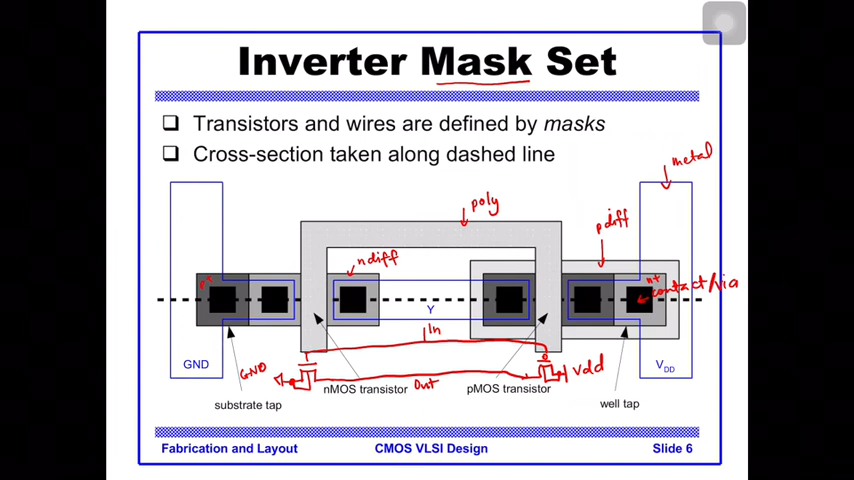 Inverter Mask Set
❑ Transistors and wires are defined by masks
❑ Cross-section taken along dashed line
metal
poly
pdiff
ndiff
p+
n+
contact/via
Y
In
GND
VDD
GND
Out
Vdd
nMOS transistor
pMOS transistor
substrate tap
well tap
Fabrication and Layout
CMOS VLSI Design
Slide 6